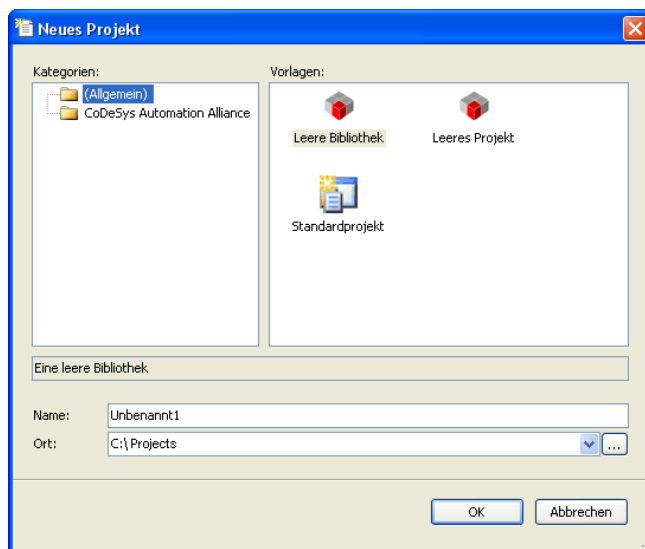 Neues Projekt
Kategorien:
(Allgemein)
CoDeSys Automation Alliance
Vorlagen:
Leere Bibliothek
Leeres Projekt
Standardprojekt
Eine leere Bibliothek
Name:
Unbenannt1
Ort:
C:\Projects
...
OK
Abbrechen